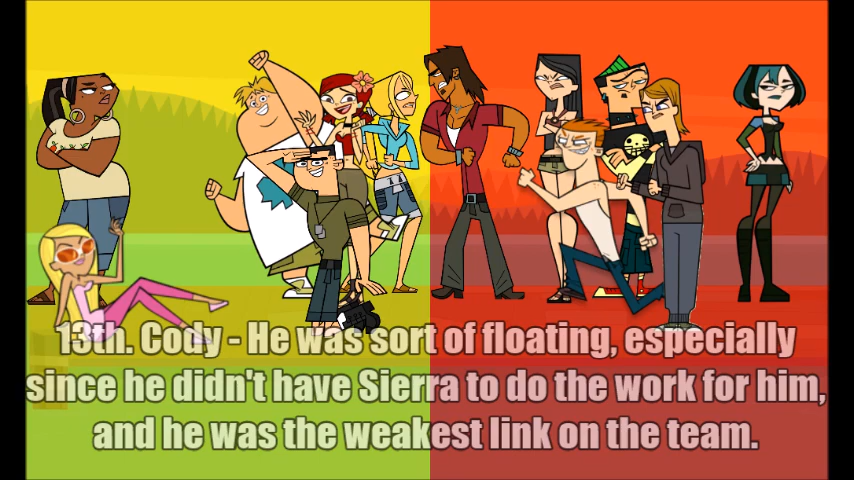 13th. Cody - He was sort of floating, especially
since he didn't have Sierra to do the work for him,
and he was the weakest link on the team.